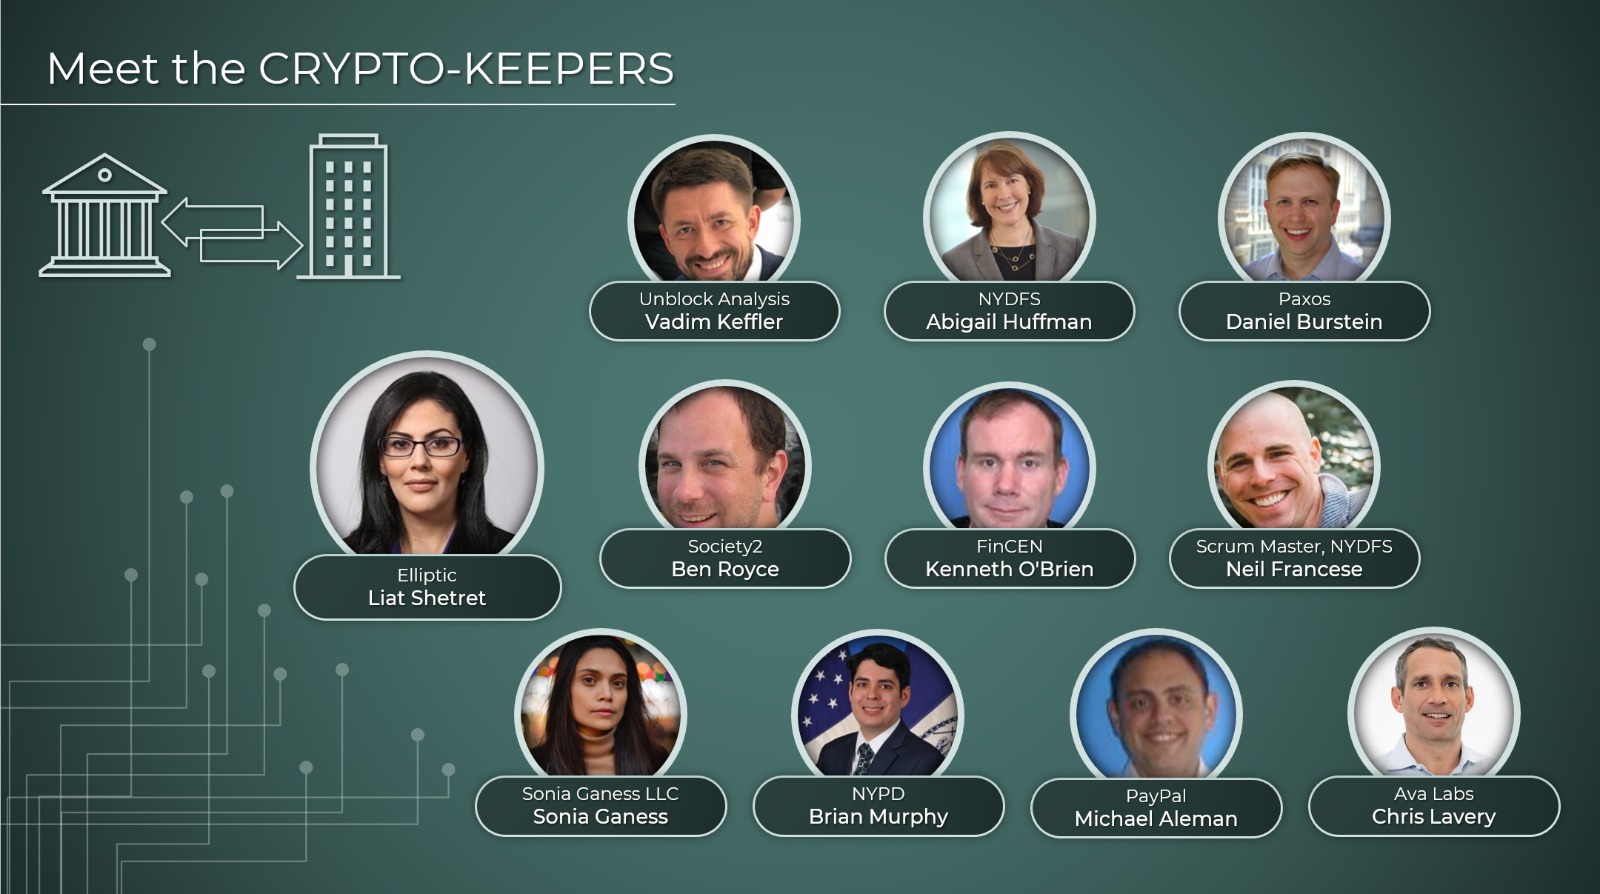 Meet the CRYPTO-KEEPERS
Unblock Analysis
Vadim Keffler
NYDFS
Abigail Huffman
Paxos
Daniel Burstein
Elliptic
Liat Shetret
Society2
Ben Royce
FinCEN
Kenneth O'Brien
Scrum Master, NYDFS
Neil Francese
Sonia Ganess LLC
Sonia Ganess
NYPD
Brian Murphy
PayPal
Michael Aleman
Ava Labs
Chris Lavery